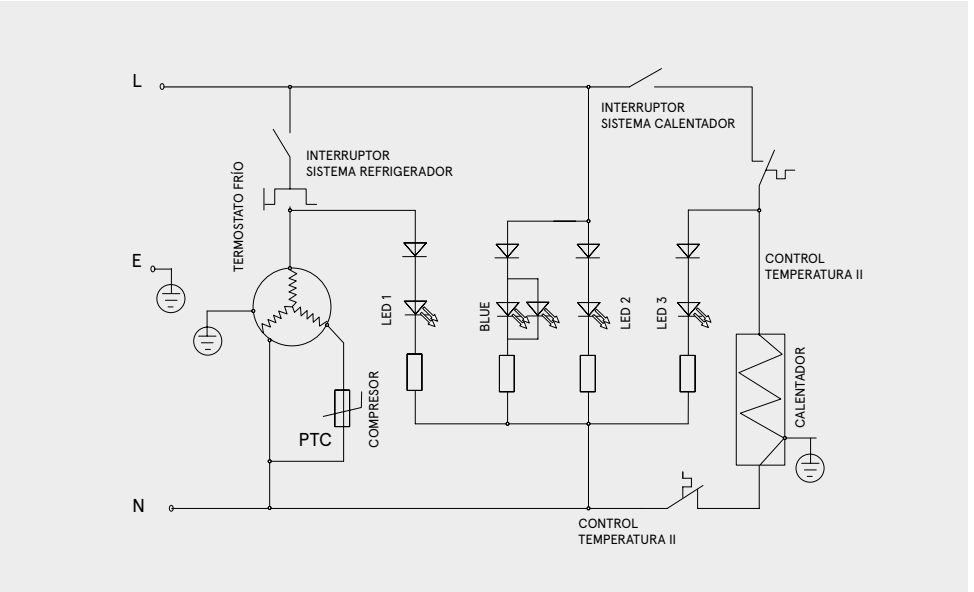 L
INTERRUPTOR
SISTEMA CALENTADOR
INTERRUPTOR
SISTEMA REFRIGERADOR
TERMOSTATO FRÍO
E
CONTROL
TEMPERATURA II
LED 1
BLUE
LED 2
LED 3
CALENTADOR
COMPRESOR
PTC
N
CONTROL
TEMPERATURA II